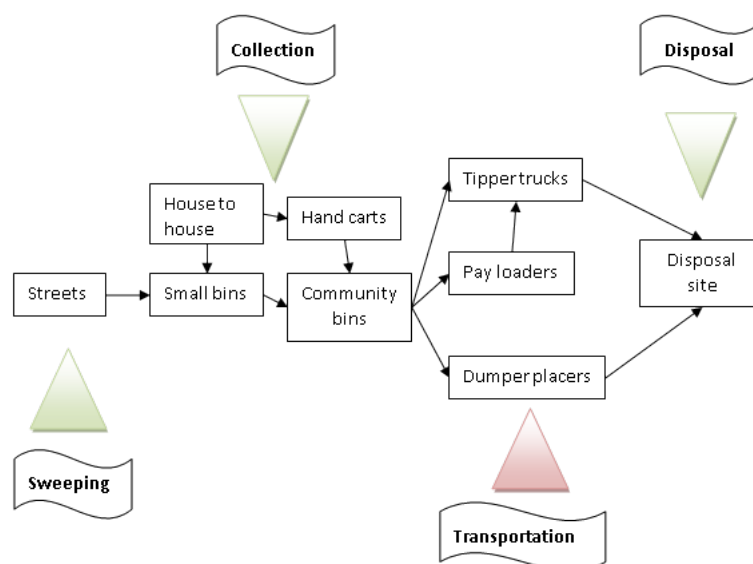 Collection
Disposal
House to
house
Hand carts
Tipper trucks
Streets
Small bins
Community
bins
Pay loaders
Disposal
site
Dumper placers
Sweeping
Transportation